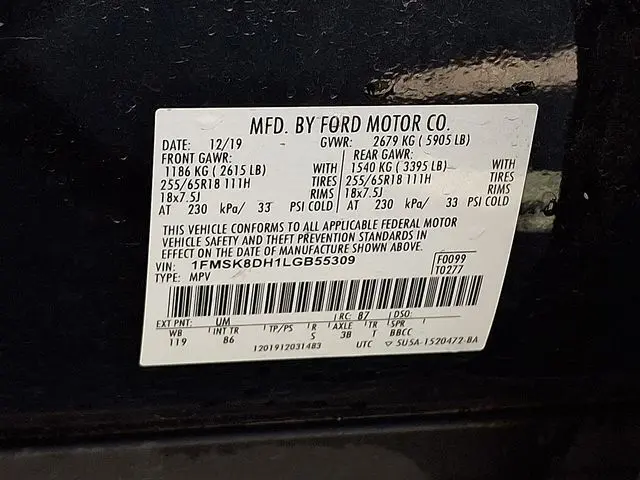 MFD. BY FORD MOTOR CO.
DATE: 12/19 GVWR: 2679 KG ( 5905 LB)
FRONT GAWR: REAR GAWR:
1186 KG ( 2615 LB) WITH 1540 KG ( 3395 LB) WITH
255/65R18 111H TIRES 255/65R18 111H TIRES
18x7.5J RIMS 18x7.5J RIMS
AT 230 kPa/ 33 PSI COLD AT 230 kPa/ 33 PSI COLD
THIS VEHICLE CONFORMS TO ALL APPLICABLE FEDERAL MOTOR
VEHICLE SAFETY AND THEFT PREVENTION STANDARDS IN
EFFECT ON THE DATE OF MANUFACTURE SHOWN ABOVE.
VIN: 1FMSK8DH1LGB55309 F0099
TYPE: MPV T0277
EXT PNT: UM RC: B7 DSO:
WB INT TR TP/PS R AXLE TR SPR
119 B6 S 3B T BBCC
1201912031483 UTC ▽ 5U5A-1520472-BA